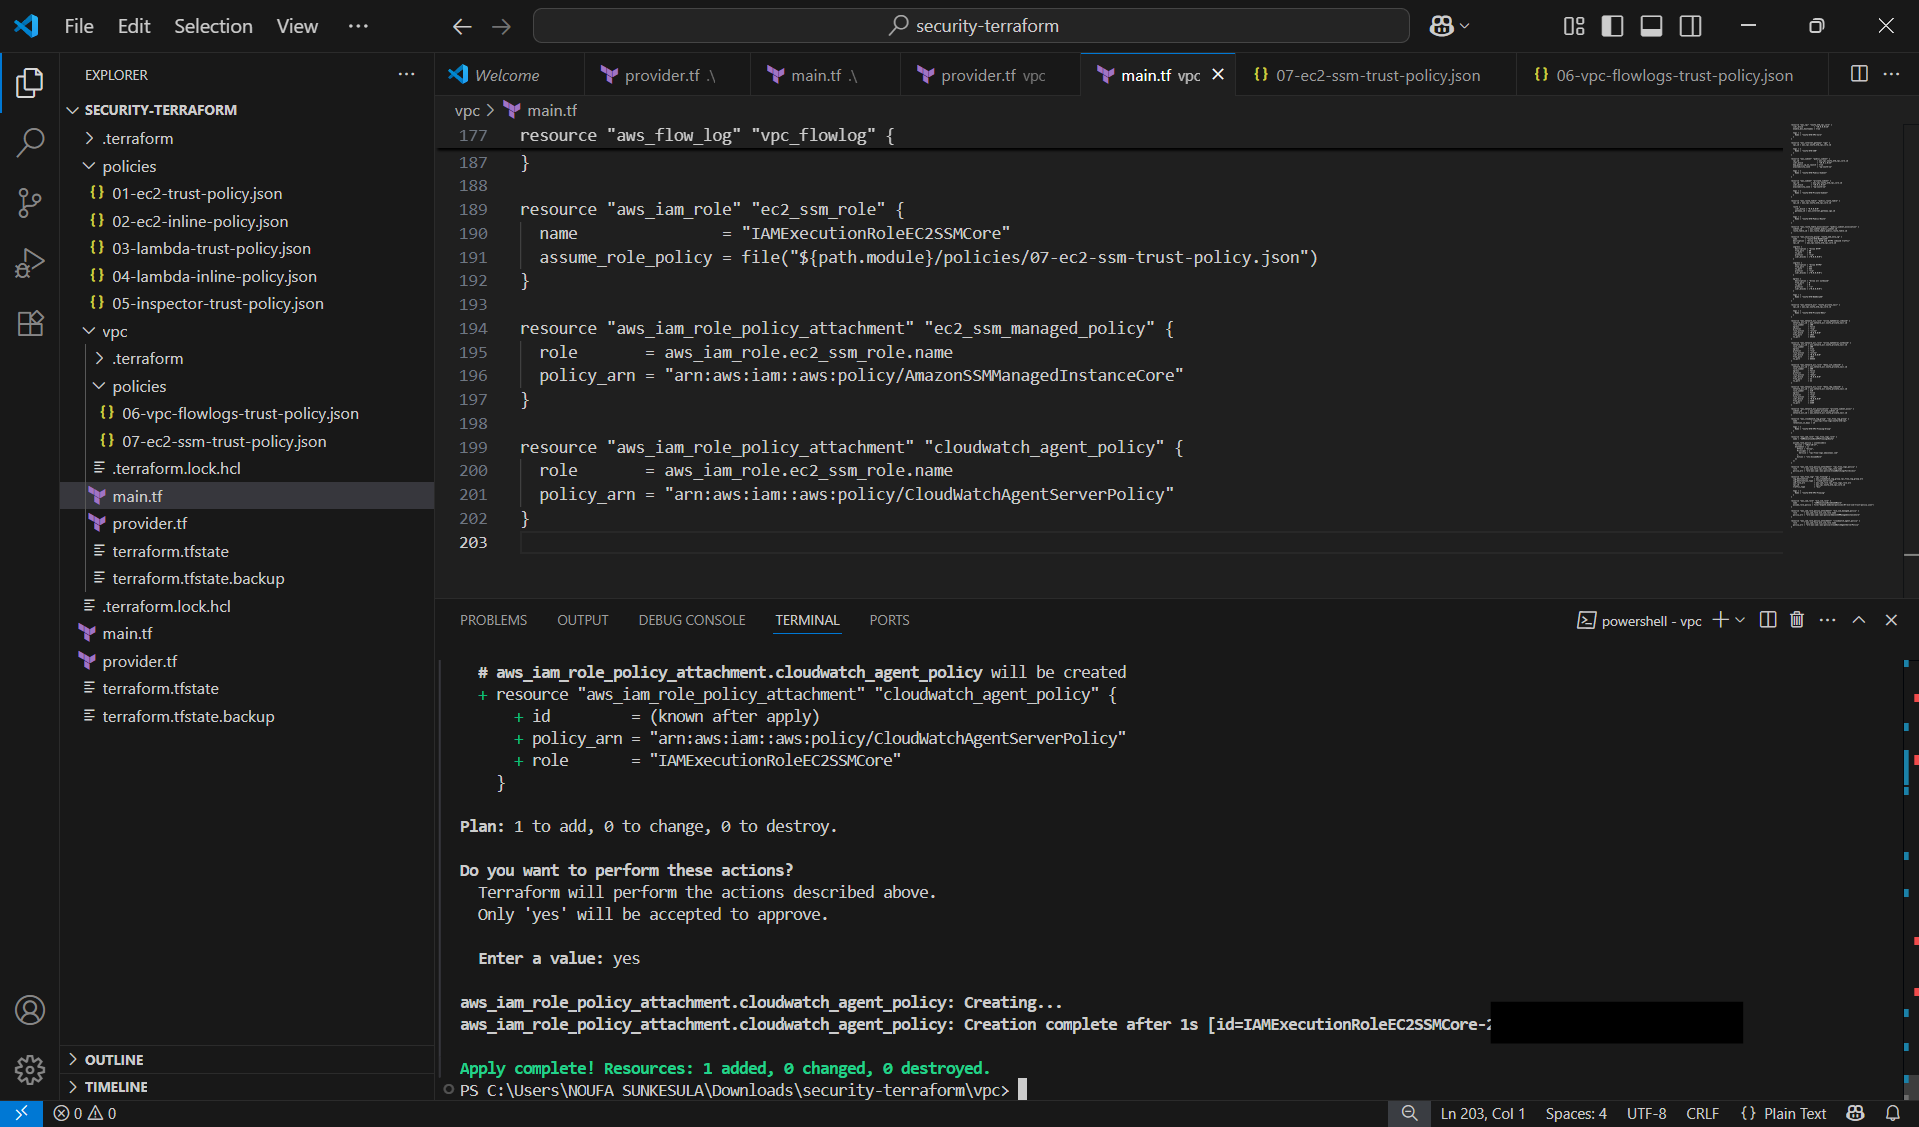 File Edit Selection View ···
security-terraform
EXPLORER
SECURITY-TERRAFORM
.terraform
policies
{} 01-ec2-trust-policy.json
{} 02-ec2-inline-policy.json
{} 03-lambda-trust-policy.json
{} 04-lambda-inline-policy.json
{} 05-inspector-trust-policy.json
vpc
.terraform
policies
{} 06-vpc-flowlogs-trust-policy.json
{} 07-ec2-ssm-trust-policy.json
.terraform.lock.hcl
main.tf
provider.tf
terraform.tfstate
terraform.tfstate.backup
.terraform.lock.hcl
main.tf
provider.tf
terraform.tfstate
terraform.tfstate.backup
OUTLINE
TIMELINE
Welcome provider.tf .\ main.tf .\ provider.tf vpc main.tf vpc {} 07-ec2-ssm-trust-policy.json {} 06-vpc-flowlogs-trust-policy.json
vpc > main.tf
177 resource "aws_flow_log" "vpc_flowlog" {
187 }
188
189 resource "aws_iam_role" "ec2_ssm_role" {
190 name = "IAMExecutionRoleEC2SSMCore"
191 assume_role_policy = file("${path.module}/policies/07-ec2-ssm-trust-policy.json")
192 }
193
194 resource "aws_iam_role_policy_attachment" "ec2_ssm_managed_policy" {
195 role = aws_iam_role.ec2_ssm_role.name
196 policy_arn = "arn:aws:iam::aws:policy/AmazonSSMManagedInstanceCore"
197 }
198
199 resource "aws_iam_role_policy_attachment" "cloudwatch_agent_policy" {
200 role = aws_iam_role.ec2_ssm_role.name
201 policy_arn = "arn:aws:iam::aws:policy/CloudWatchAgentServerPolicy"
202 }
203
PROBLEMS OUTPUT DEBUG CONSOLE TERMINAL PORTS
powershell - vpc
# aws_iam_role_policy_attachment.cloudwatch_agent_policy will be created
+ resource "aws_iam_role_policy_attachment" "cloudwatch_agent_policy" {
+ id = (known after apply)
+ policy_arn = "arn:aws:iam::aws:policy/CloudWatchAgentServerPolicy"
+ role = "IAMExecutionRoleEC2SSMCore"
}
Plan: 1 to add, 0 to change, 0 to destroy.
Do you want to perform these actions?
Terraform will perform the actions described above.
Only 'yes' will be accepted to approve.
Enter a value: yes
aws_iam_role_policy_attachment.cloudwatch_agent_policy: Creating...
aws_iam_role_policy_attachment.cloudwatch_agent_policy: Creation complete after 1s [id=IAMExecutionRoleEC2SSMCore-2
Apply complete! Resources: 1 added, 0 changed, 0 destroyed.
PS C:\Users\NOUFA SUNKESULA\Downloads\security-terraform\vpc>
0 0
Ln 203, Col 1 Spaces: 4 UTF-8 CRLF {} Plain Text